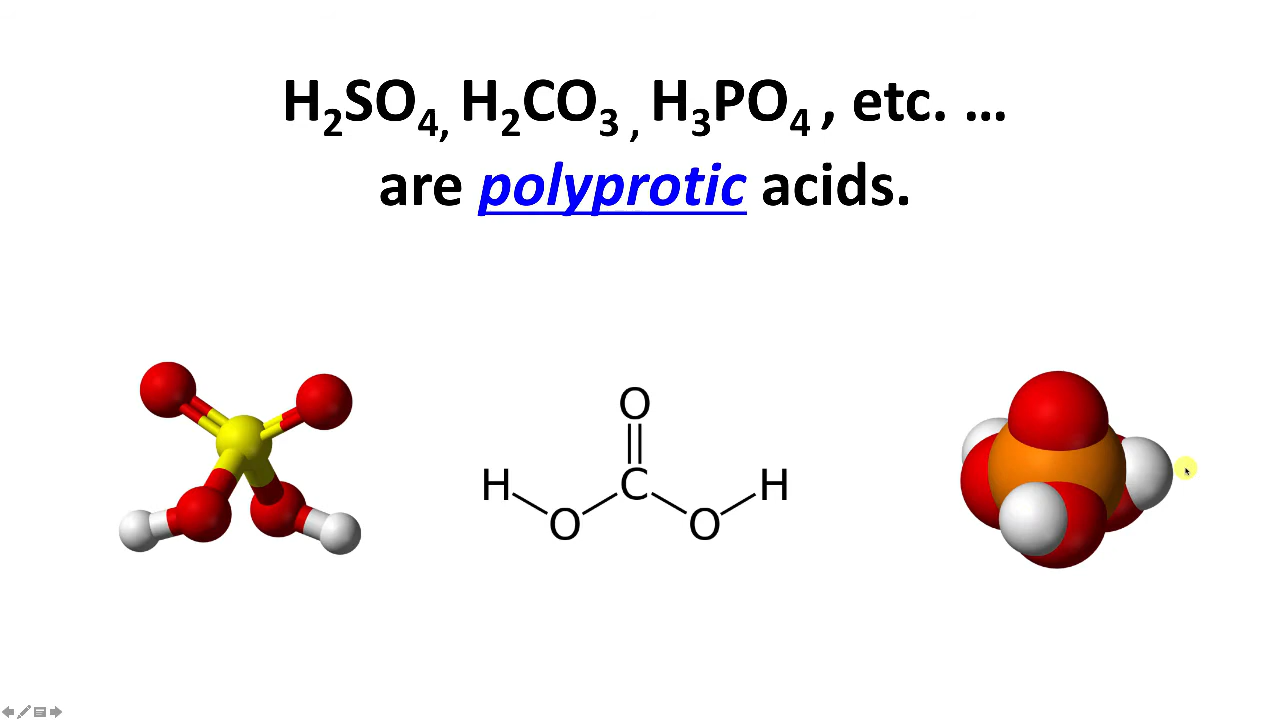 H₂SO₄, H₂CO₃ , H₃PO₄ , etc. ...
are polyprotic acids.
O
H C H
O O